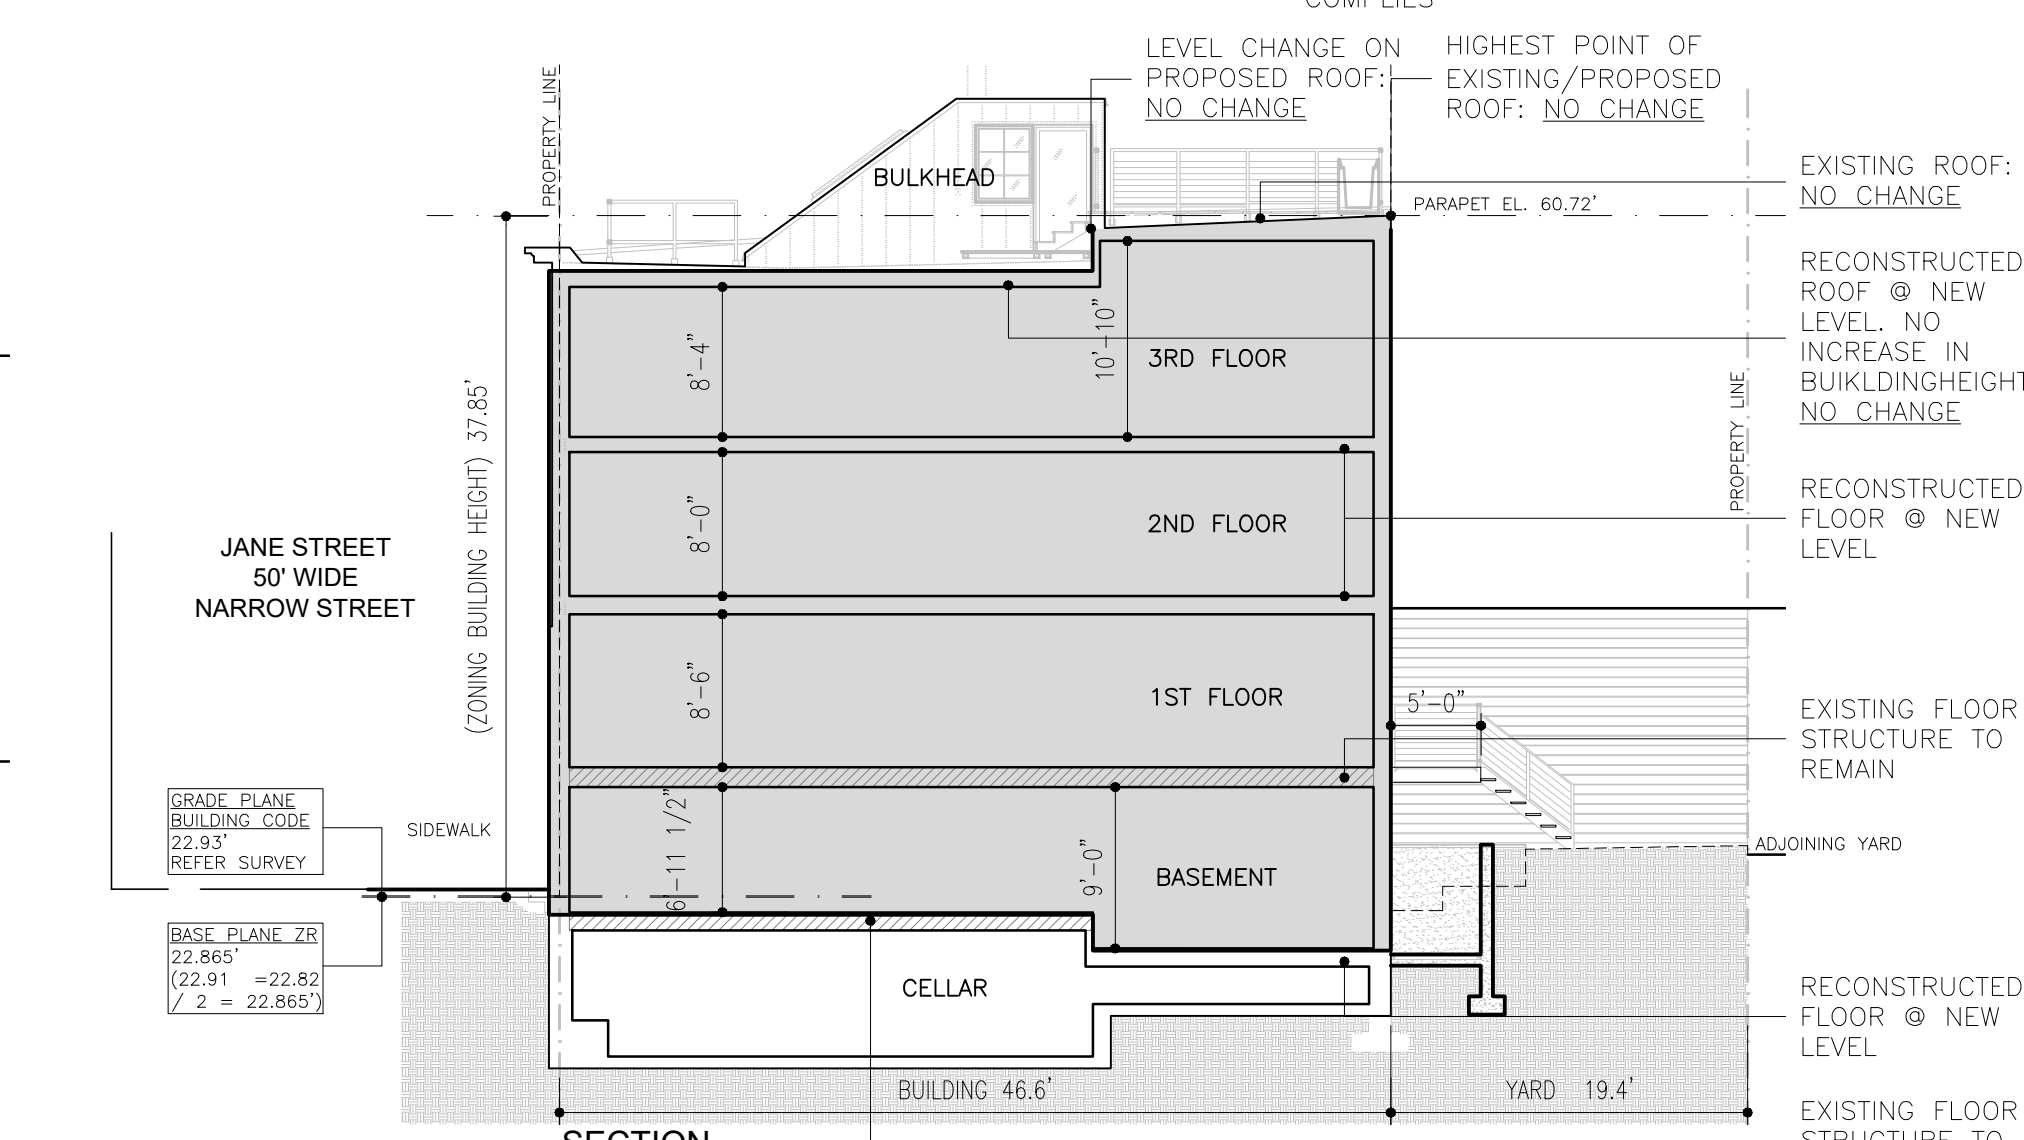 COMPLIES
LEVEL CHANGE ON
PROPOSED ROOF:
NO CHANGE
HIGHEST POINT OF
EXISTING/PROPOSED
ROOF: NO CHANGE
PROPERTY LINE
BULKHEAD
EXISTING ROOF:
NO CHANGE
PARAPET EL. 60.72'
RECONSTRUCTED
ROOF @ NEW
LEVEL. NO
INCREASE IN
BUIKLDINGHEIGHT
NO CHANGE
8'-4"
10'-10"
3RD FLOOR
(ZONING BUILDING HEIGHT) 37.85'
PROPERTY LINE
8'-0"
2ND FLOOR
RECONSTRUCTED
FLOOR @ NEW
LEVEL
JANE STREET
50' WIDE
NARROW STREET
8'-6"
1ST FLOOR
5'-0"
EXISTING FLOOR
STRUCTURE TO
REMAIN
GRADE PLANE
BUILDING CODE
22.93'
REFER SURVEY
SIDEWALK
6'-11 1/2"
9'-0"
BASEMENT
ADJOINING YARD
BASE PLANE ZR
22.865'
(22.91 =22.82
/ 2 = 22.865')
CELLAR
RECONSTRUCTED
FLOOR @ NEW
LEVEL
BUILDING 46.6'
YARD 19.4'
EXISTING FLOOR
STRUCTURE TO
SECTION